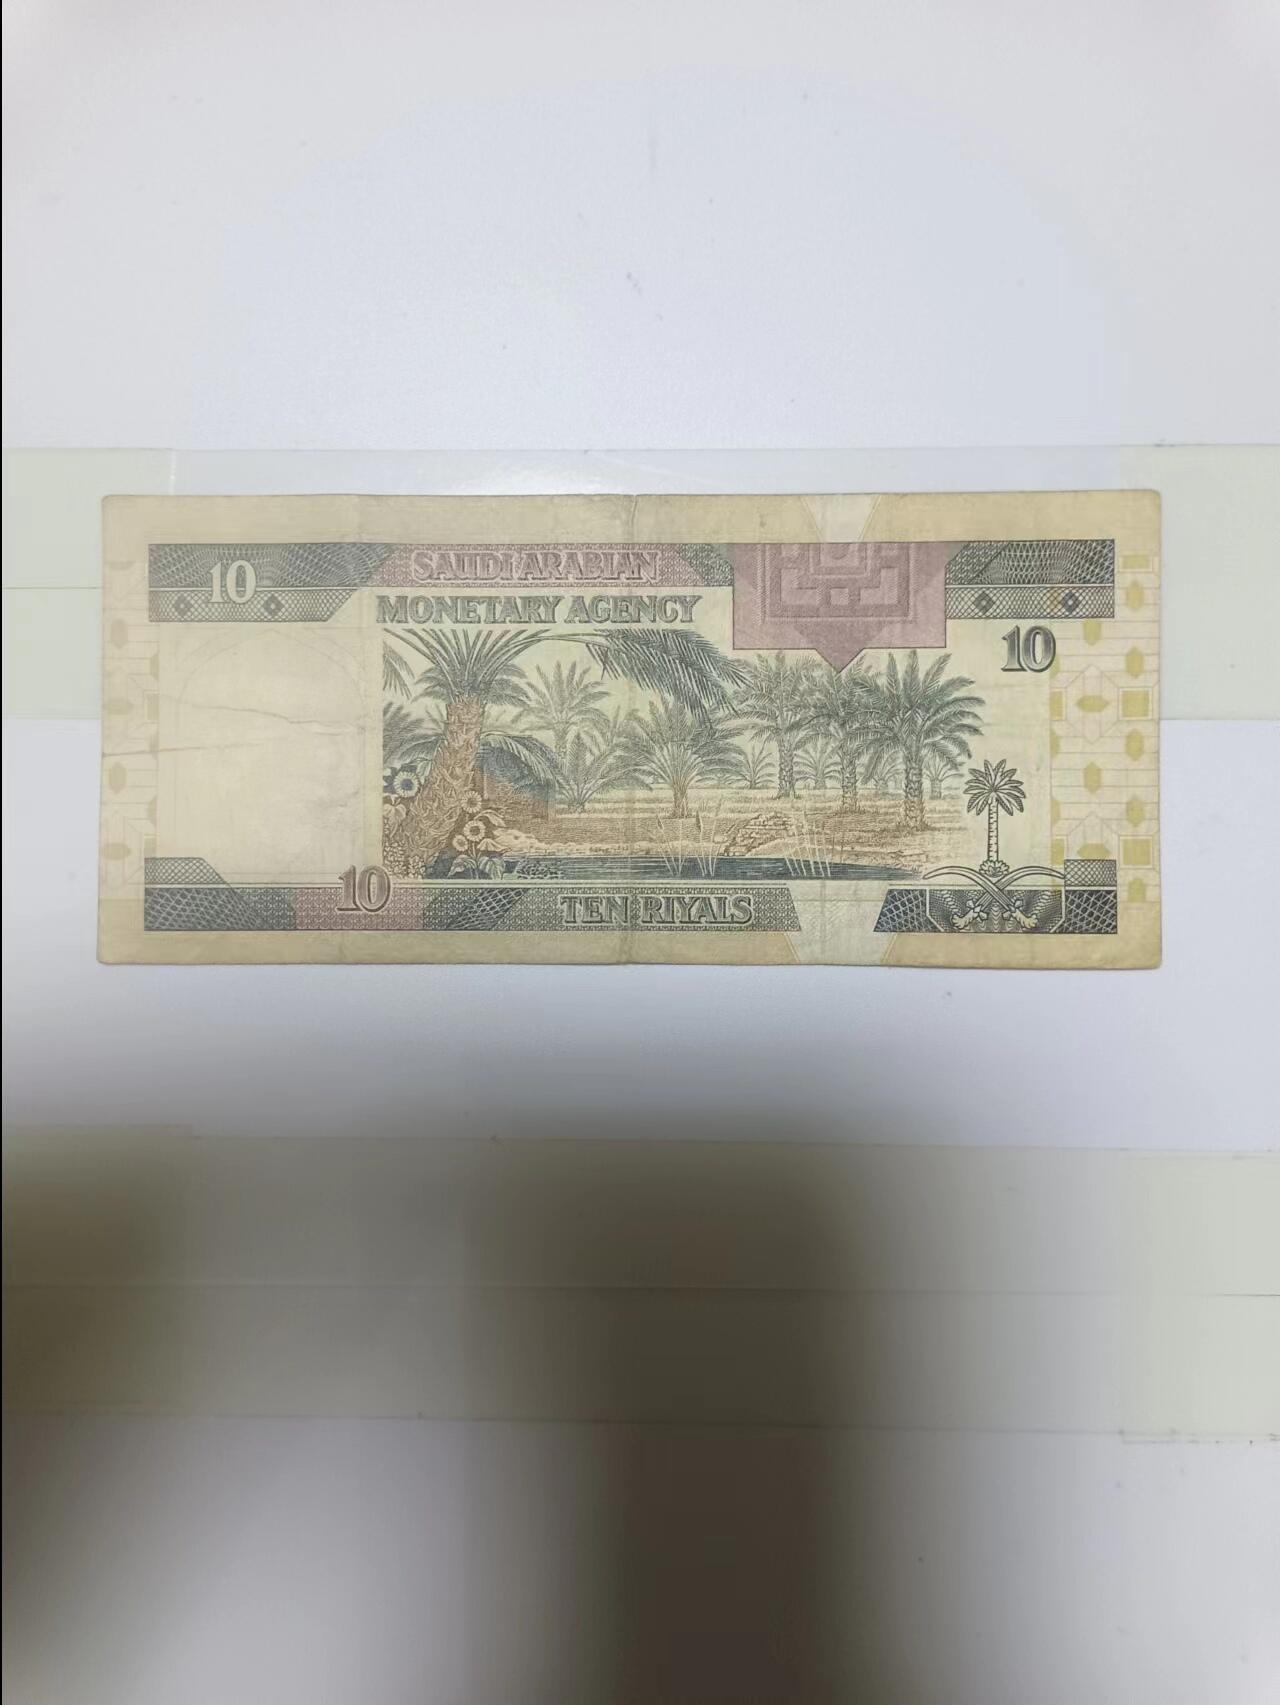 10
SAUDI ARABIAN
MONETARY AGENCY
10
10
TEN RIYALS